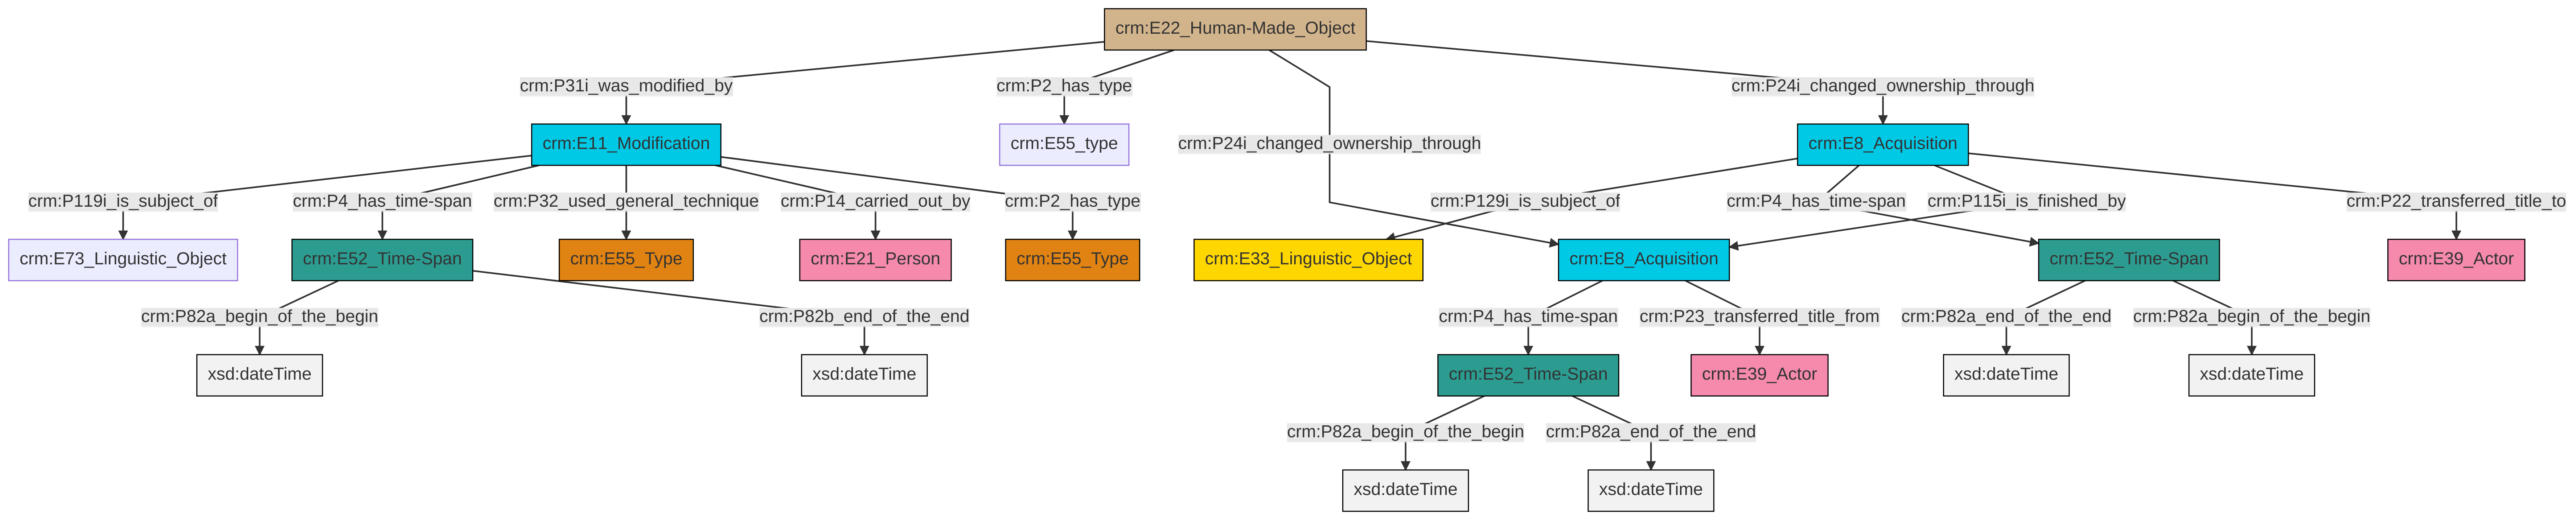 crm:E22_Human-Made_Object
crm:P31i_was_modified_by
crm:P2_has_type
crm:P24i_changed_ownership_through
crm:E11_Modification
crm:E55_type
crm:P24i_changed_ownership_through
crm:E8_Acquisition
crm:P119i_is_subject_of
crm:P4_has_time-span
crm:P32_used_general_technique
crm:P14_carried_out_by
crm:P2_has_type
crm:P129i_is_subject_of
crm:P4_has_time-span
crm:P115i_is_finished_by
crm:P22_transferred_title_to
crm:E73_Linguistic_Object
crm:E52_Time-Span
crm:E55_Type
crm:E21_Person
crm:E55_Type
crm:E33_Linguistic_Object
crm:E8_Acquisition
crm:E52_Time-Span
crm:E39_Actor
crm:P82a_begin_of_the_begin
crm:P82b_end_of_the_end
crm:P4_has_time-span
crm:P23_transferred_title_from
crm:P82a_end_of_the_end
crm:P82a_begin_of_the_begin
xsd:dateTime
xsd:dateTime
crm:E52_Time-Span
crm:E39_Actor
xsd:dateTime
xsd:dateTime
crm:P82a_begin_of_the_begin
crm:P82a_end_of_the_end
xsd:dateTime
xsd:dateTime